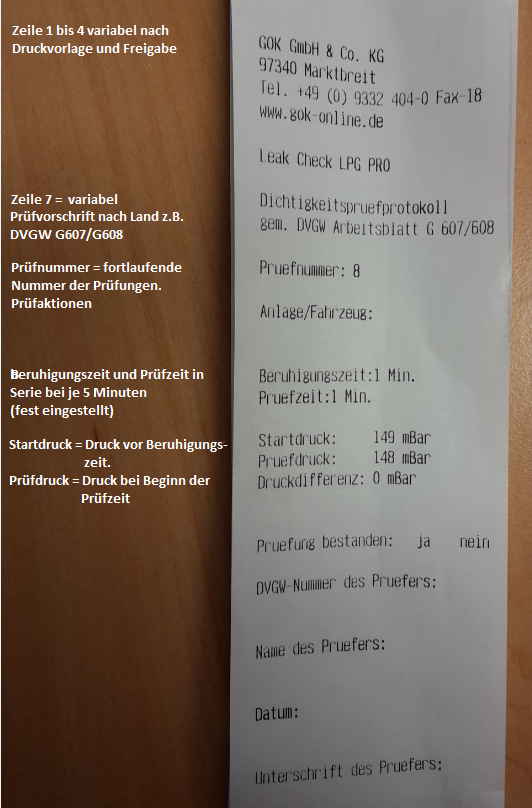 Zeile 1 bis 4 variabel nach
Druckvorlage und Freigabe
Zeile 7 = variabel
Prüfvorschrift nach Land z.B.
DVGW G607/G608
Prüfnummer = fortlaufende
Nummer der Prüfungen.
Prüfaktionen
Beruhigungszeit und Prüfzeit in
Serie bei je 5 Minuten
(fest eingestellt)
Startdruck = Druck vor Beruhigungs-
zeit.
Prüfdruck = Druck bei Beginn der
Prüfzeit
GOK GmbH & Co. KG
97340 Marktbreit
Tel. +49 (0) 9332 404-0 Fax-18
www.gok-online.de
Leak Check LPG PRO
Dichtigkeitspruefprotokoll
gem. DVGW Arbeitsblatt G 607/608
Pruefnummer: 8
Anlage/Fahrzeug:
Beruhigungszeit:1 Min.
Pruefzeit:1 Min.
Startdruck: 149 mBar
Pruefdruck: 148 mBar
Druckdifferenz: 0 mBar
Pruefung bestanden: ja nein
DVGW-Nummer des Pruefers:
Name des Pruefers:
Datum:
Unterschrift des Pruefers: